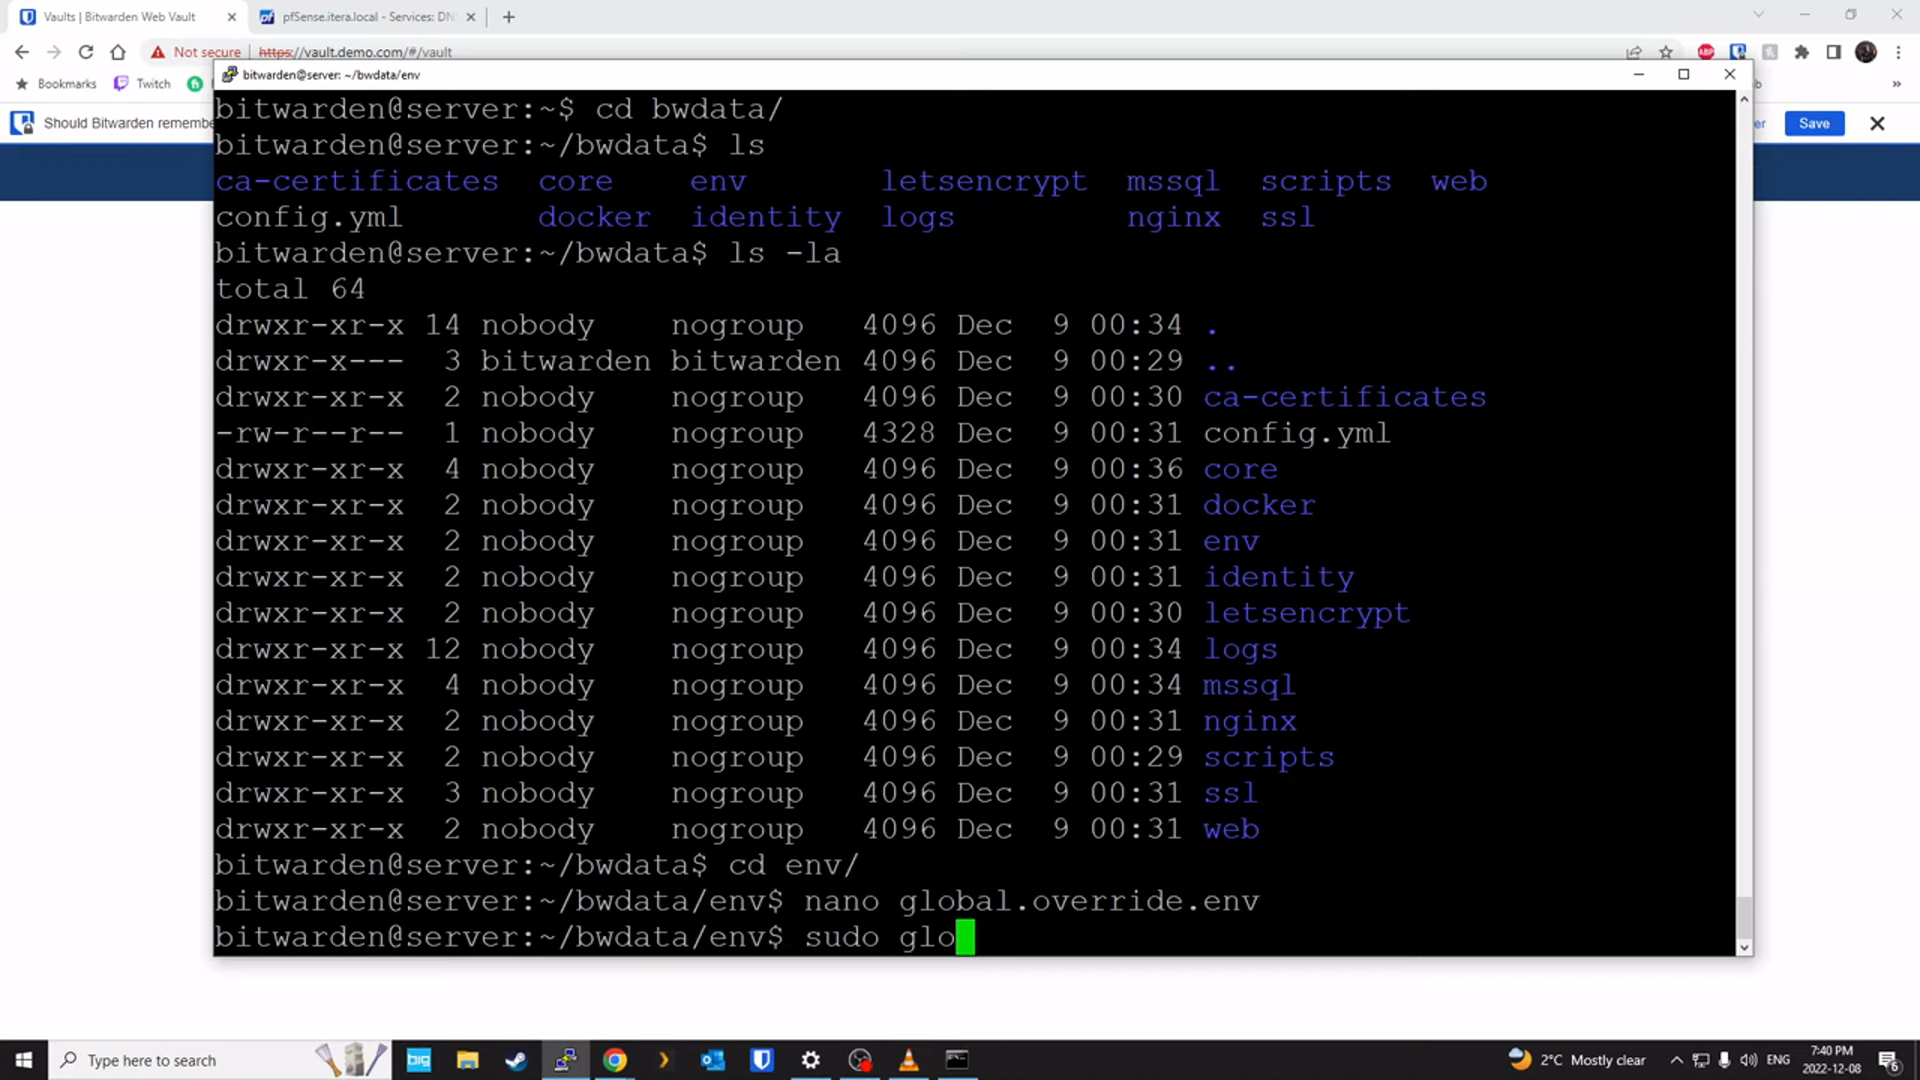 Vaults | Bitwarden Web Vault
pfSense.itera.local - Services: DN
Not secure
https://vault.demo.com/#/vault
ABP
Bookmarks
Twitch
bitwarden@server: ~/bwdata/env
Should Bitwarden remembe
er
Save
bitwarden@server:~$ cd bwdata/
bitwarden@server:~/bwdata$ ls
ca-certificates core env letsencrypt mssql scripts web
config.yml docker identity logs nginx ssl
bitwarden@server:~/bwdata$ ls -la
total 64
drwxr-xr-x 14 nobody nogroup 4096 Dec 9 00:34 .
drwxr-x--- 3 bitwarden bitwarden 4096 Dec 9 00:29 ..
drwxr-xr-x 2 nobody nogroup 4096 Dec 9 00:30 ca-certificates
-rw-r--r-- 1 nobody nogroup 4328 Dec 9 00:31 config.yml
drwxr-xr-x 4 nobody nogroup 4096 Dec 9 00:36 core
drwxr-xr-x 2 nobody nogroup 4096 Dec 9 00:31 docker
drwxr-xr-x 2 nobody nogroup 4096 Dec 9 00:31 env
drwxr-xr-x 2 nobody nogroup 4096 Dec 9 00:31 identity
drwxr-xr-x 2 nobody nogroup 4096 Dec 9 00:30 letsencrypt
drwxr-xr-x 12 nobody nogroup 4096 Dec 9 00:34 logs
drwxr-xr-x 4 nobody nogroup 4096 Dec 9 00:34 mssql
drwxr-xr-x 2 nobody nogroup 4096 Dec 9 00:31 nginx
drwxr-xr-x 2 nobody nogroup 4096 Dec 9 00:29 scripts
drwxr-xr-x 3 nobody nogroup 4096 Dec 9 00:31 ssl
drwxr-xr-x 2 nobody nogroup 4096 Dec 9 00:31 web
bitwarden@server:~/bwdata$ cd env/
bitwarden@server:~/bwdata/env$ nano global.override.env
bitwarden@server:~/bwdata/env$ sudo glo
Type here to search
big
2°C Mostly clear
ENG
7:40 PM
2022-12-08
6